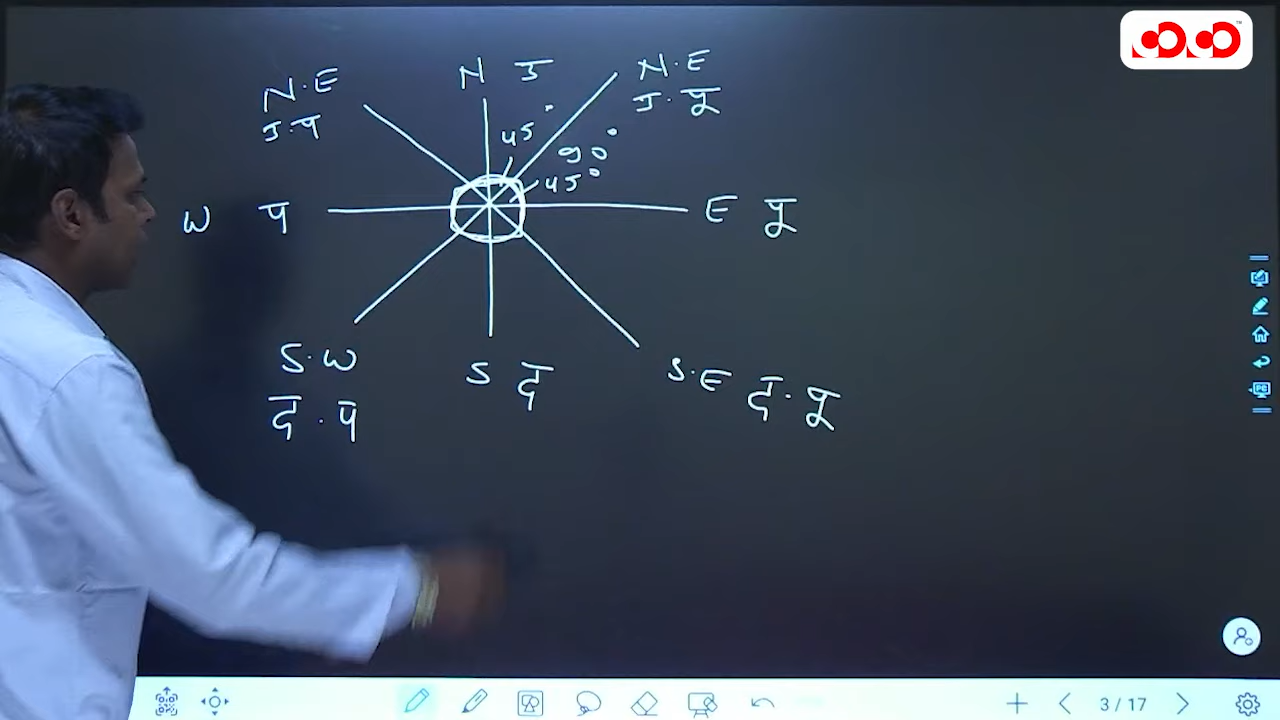 N उ
N.E
उ.प
N.E
उ.पू
45°
90°
45°
W प
E पू
S.W
द.प
S द
S.E द.पू
3 / 17